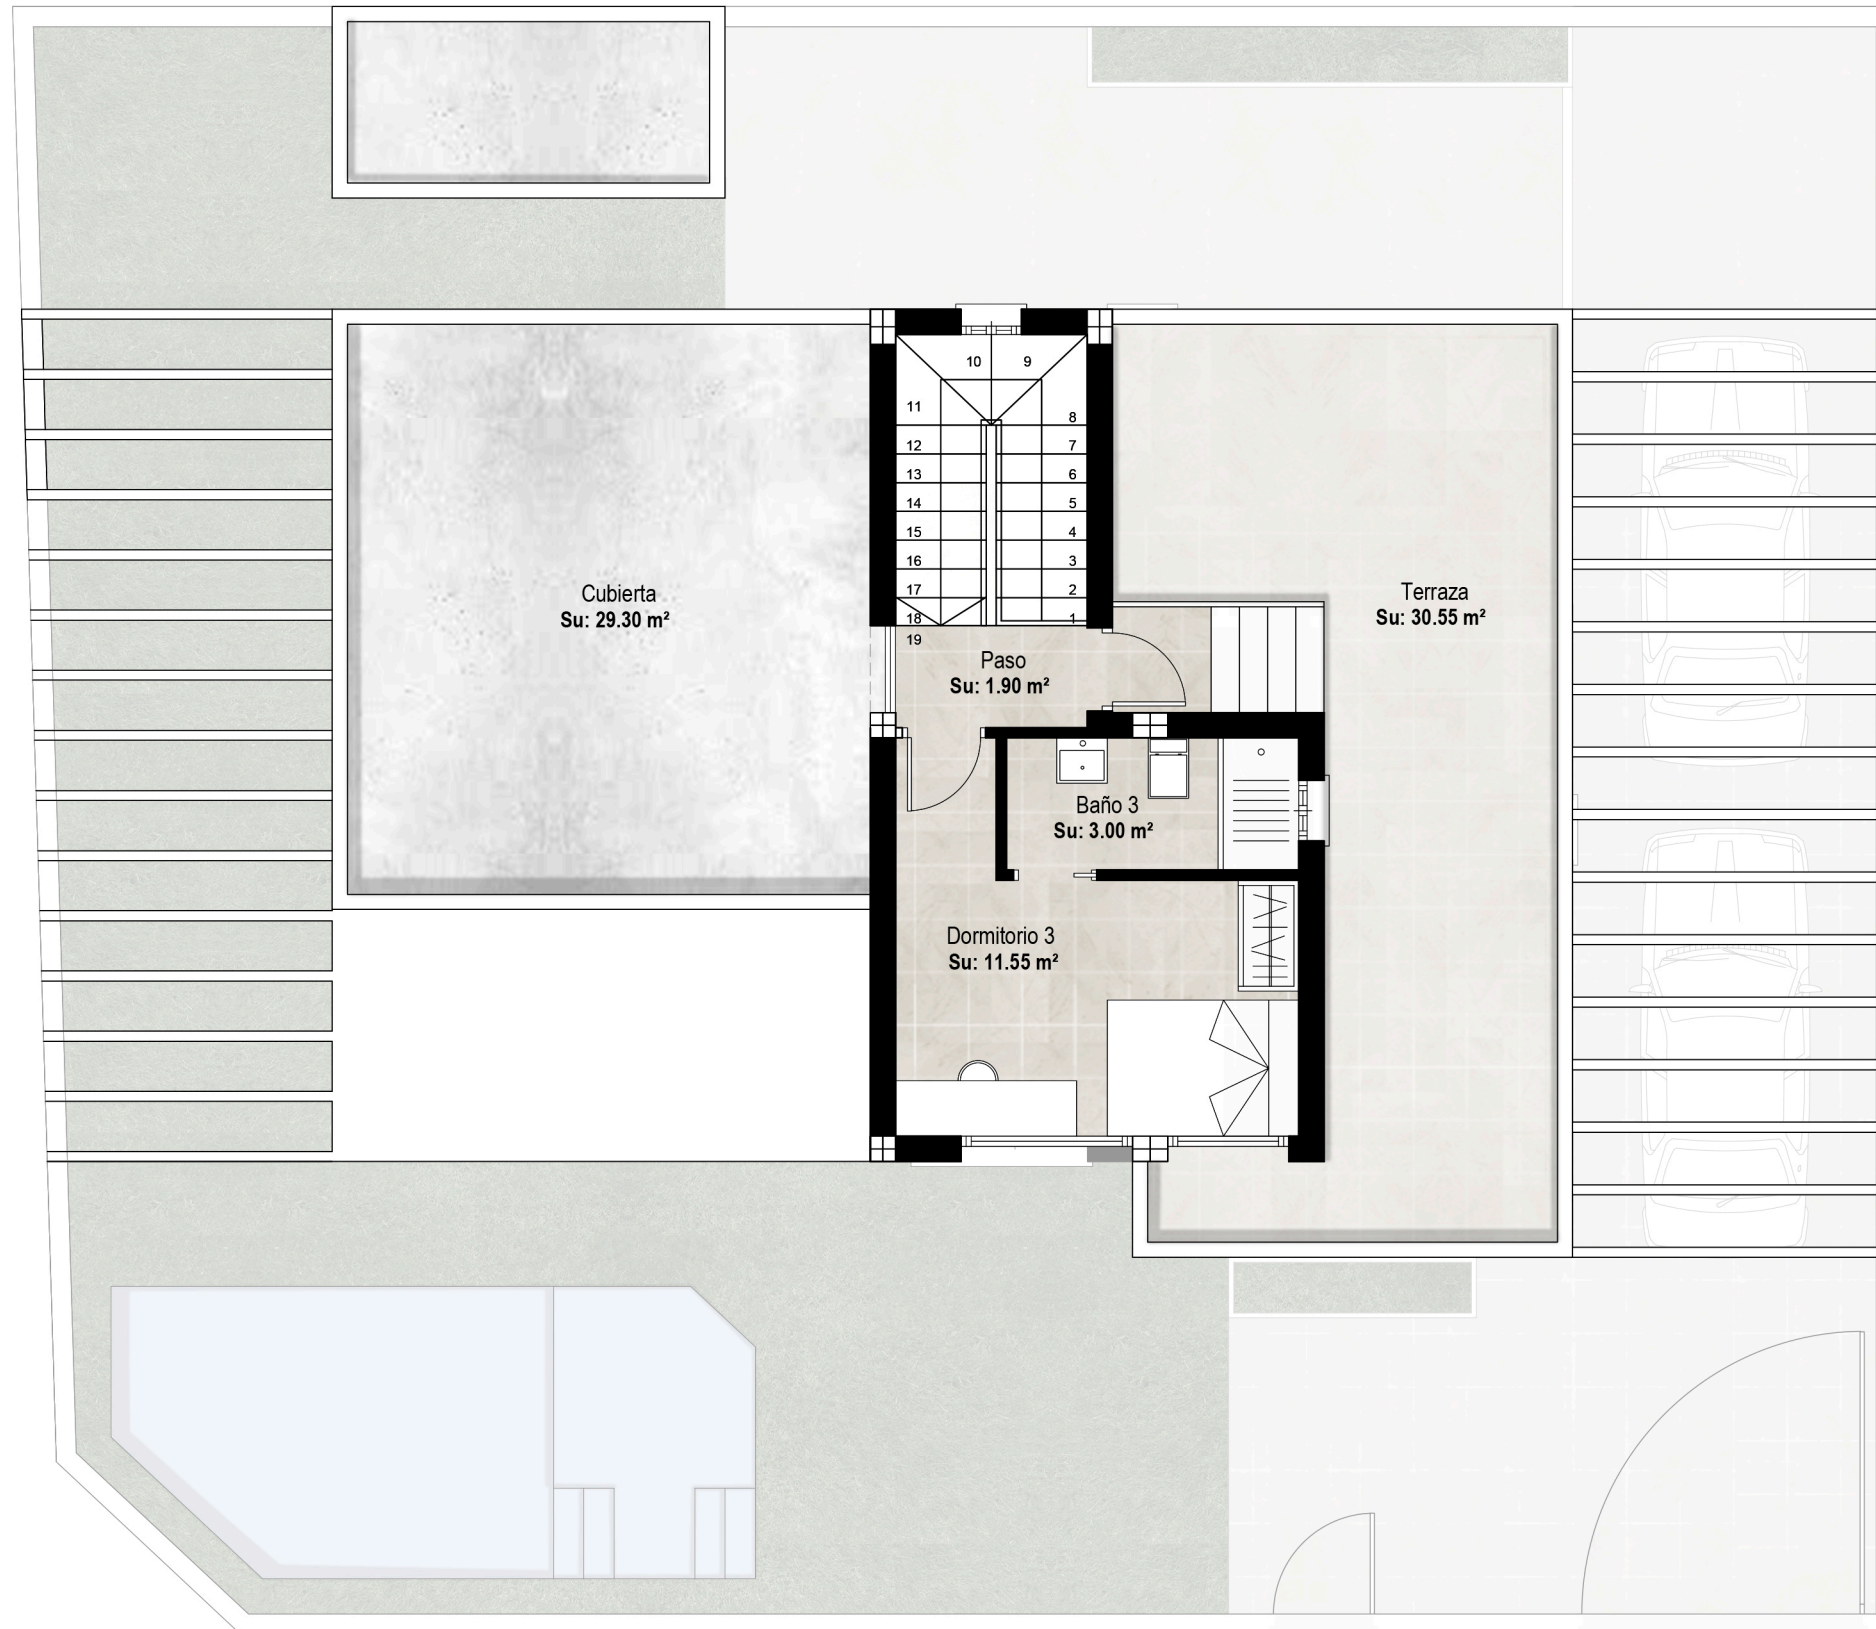 10 9
11
8
12 7
13 6
14 5
15 4
16 3
17 2
18 1
19
Cubierta
Su: 29.30 m²
Terraza
Su: 30.55 m²
Paso
Su: 1.90 m²
Baño 3
Su: 3.00 m²
Dormitorio 3
Su: 11.55 m²